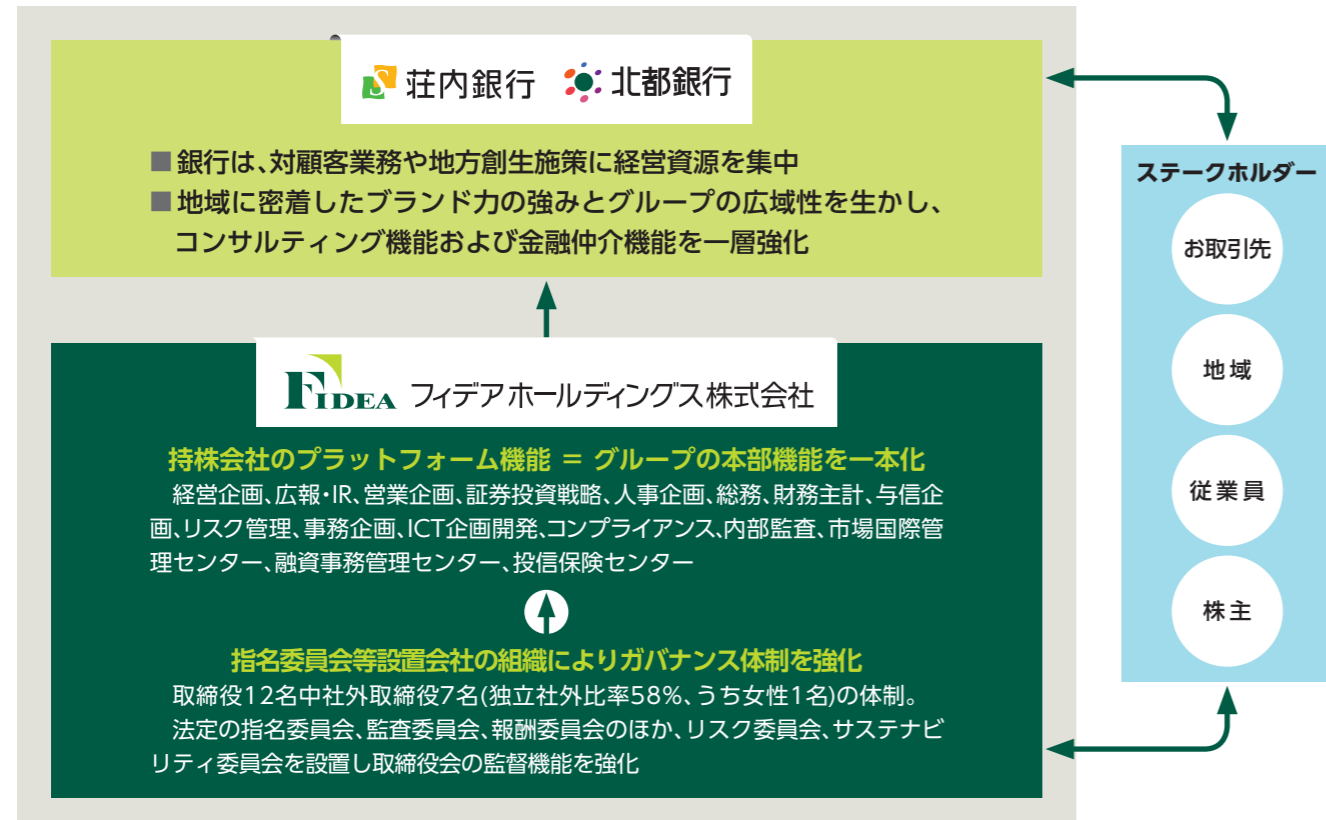 荘内銀行 北都銀行
■銀行は、対顧客業務や地方創生施策に経営資源を集中
■地域に密着したブランド力の強みとグループの広域性を生かし、
コンサルティング機能および金融仲介機能を一層強化
FIDEA フィデアホールディングス株式会社
持株会社のプラットフォーム機能 = グループの本部機能を一本化
経営企画、広報・IR、営業企画、証券投資戦略、人事企画、総務、財務主計、与信企
画、リスク管理、事務企画、ICT企画開発、コンプライアンス、内部監査、市場国際管
理センター、融資事務管理センター、投信保険センター
指名委員会等設置会社の組織によりガバナンス体制を強化
取締役12名中社外取締役7名(独立社外比率58%、うち女性1名)の体制。
法定の指名委員会、監査委員会、報酬委員会のほか、リスク委員会、サステナビ
リティ委員会を設置し取締役会の監督機能を強化
ステークホルダー
お取引先
地域
従業員
株主